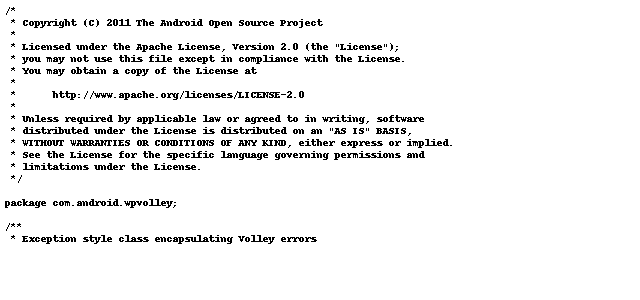 /*
 * Copyright (C) 2011 The Android Open Source Project
 *
 * Licensed under the Apache License, Version 2.0 (the "License");
 * you may not use this file except in compliance with the License.
 * You may obtain a copy of the License at
 *
 *      http://www.apache.org/licenses/LICENSE-2.0
 *
 * Unless required by applicable law or agreed to in writing, software
 * distributed under the License is distributed on an "AS IS" BASIS,
 * WITHOUT WARRANTIES OR CONDITIONS OF ANY KIND, either express or implied.
 * See the License for the specific language governing permissions and
 * limitations under the License.
 */

package com.android.wpvolley;

/**
 * Exception style class encapsulating Volley errors